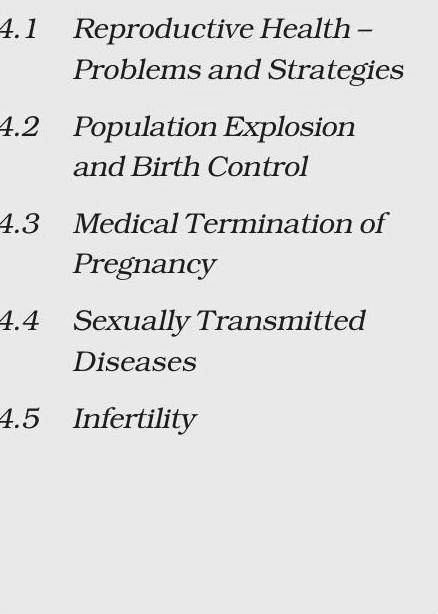 4.1 Reproductive Health –
Problems and Strategies
4.2 Population Explosion
and Birth Control
4.3 Medical Termination of
Pregnancy
4.4 Sexually Transmitted
Diseases
4.5 Infertility